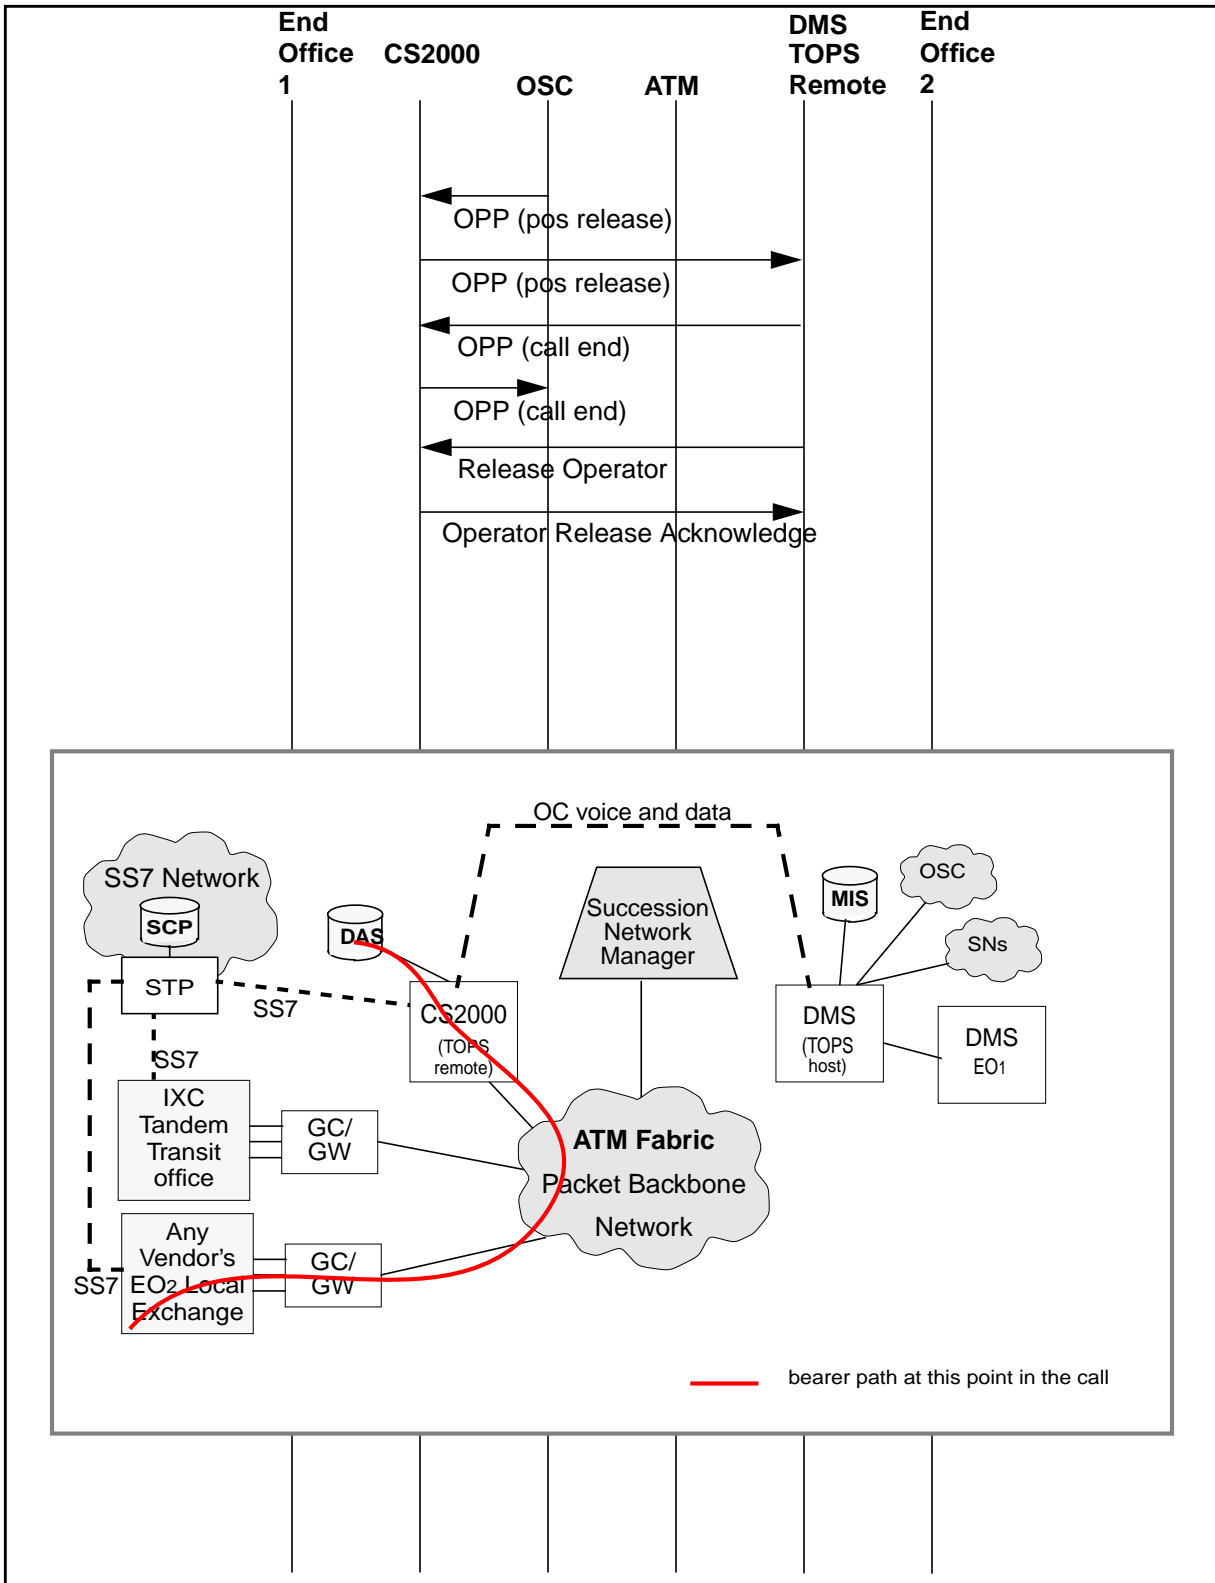 End
Office
1
CS2000
OSC
ATM
DMS
TOPS
Remote
End
Office
2
OPP (pos release)
OPP (pos release)
OPP (call end)
OPP (call end)
Release Operator
Operator Release Acknowledge
OC voice and data
SS7 Network
SCP
STP
SS7
SS7
DAS
CS2000
(TOPS
remote)
Succession
Network
Manager
MIS
OSC
SNs
DMS
(TOPS
host)
DMS
EO1
IXC
Tandem
Transit
office
GC/
GW
ATM Fabric
Packet Backbone
Network
Any
Vendor's
EO2 Local
Exchange
SS7
GC/
GW
bearer path at this point in the call